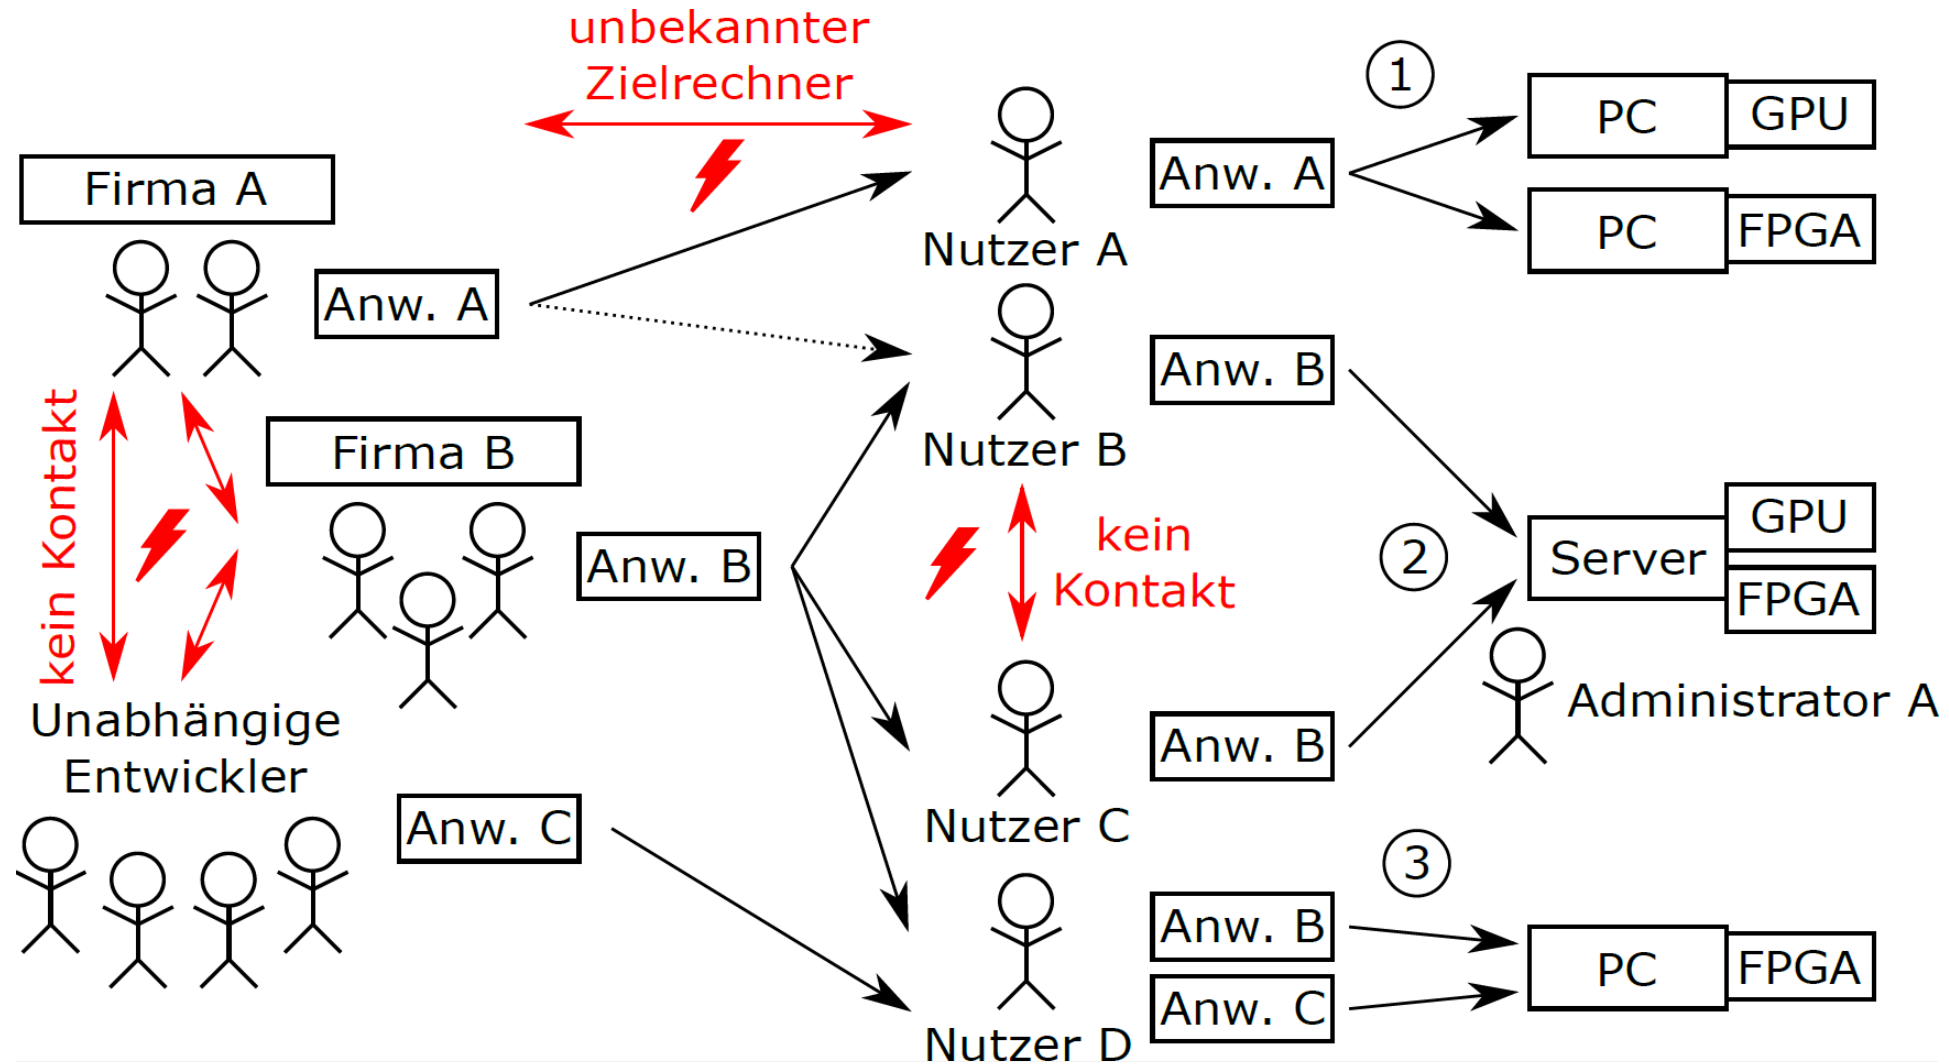 unbekannter
Zielrechner
Firma A
Anw. A
kein Kontakt
Firma B
Anw. B
Unabhängige
Entwickler
Anw. C
Nutzer A
Anw. A
Nutzer B
Anw. B
kein
Kontakt
Nutzer C
Anw. B
Nutzer D
Anw. B
Anw. C
1
PC
GPU
PC
FPGA
2
Server
GPU
FPGA
Administrator A
3
PC
FPGA